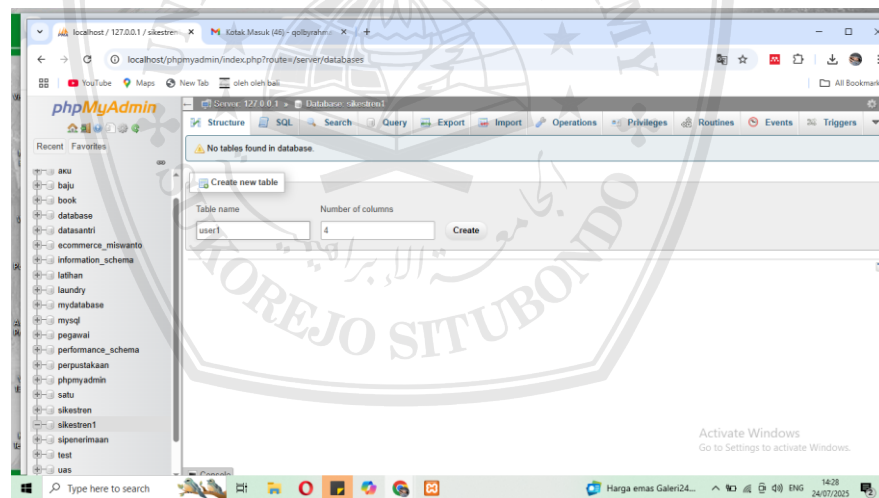 localhost / 127.0.0.1 / sikestren
Kotak Masuk (46) - qolbyrahm
localhost/phpmyadmin/index.php?route=/server/databases
YouTube Maps New Tab oleh oleh bali All Bookmark
phpMyAdmin
Recent Favorites
aku
baju
book
database
datasantri
ecommerce_miswanto
information_schema
latihan
laundry
mydatabase
mysql
pegawai
performance_schema
perpustakaan
phpmyadmin
satu
sikestren
sikestren1
sipenerimaan
test
uas
Server: 127.0.0.1 » Database: sikestren1
Structure SQL Search Query Export Import Operations Privileges Routines Events Triggers
No tables found in database.
Create new table
Table name Number of columns
user1 4 Create
Console
SUKOREJO SITUBONDO
Activate Windows
Go to Settings to activate Windows.
Type here to search
Harga emas Galeri24... ENG 14:28
24/07/2025